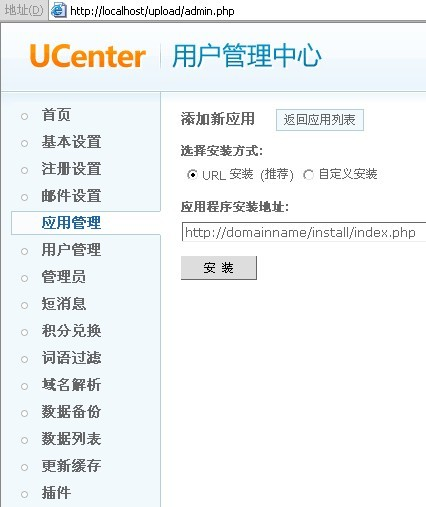 地址(D) http://localhost/upload/admin.php
UCenter 用户管理中心
首页
基本设置
注册设置
邮件设置
应用管理
用户管理
管理员
短消息
积分兑换
词语过滤
域名解析
数据备份
数据列表
更新缓存
插件
添加新应用 返回应用列表
选择安装方式:
URL 安装 (推荐) 自定义安装
应用程序安装地址:
http://domainname/install/index.php
安 装